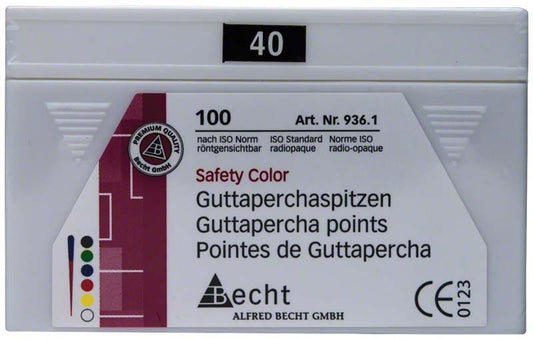 40
100 Art. Nr. 936.1
nach ISO Norm ISO Standard Norme ISO
röntgensichtbar radiopaque radio-opaque
PREMIUM QUALITY
Becht GmbH
Safety Color
Guttaperchaspitzen
Guttapercha points
Pointes de Guttapercha
Becht
ALFRED BECHT GMBH
CE 0123